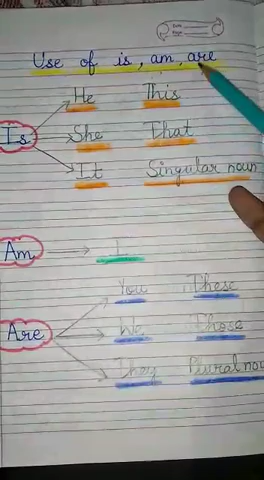 Use of is, am, are
He This
Is She That
It Singular noun
Am I
You These
Are We Those
They Plural nou